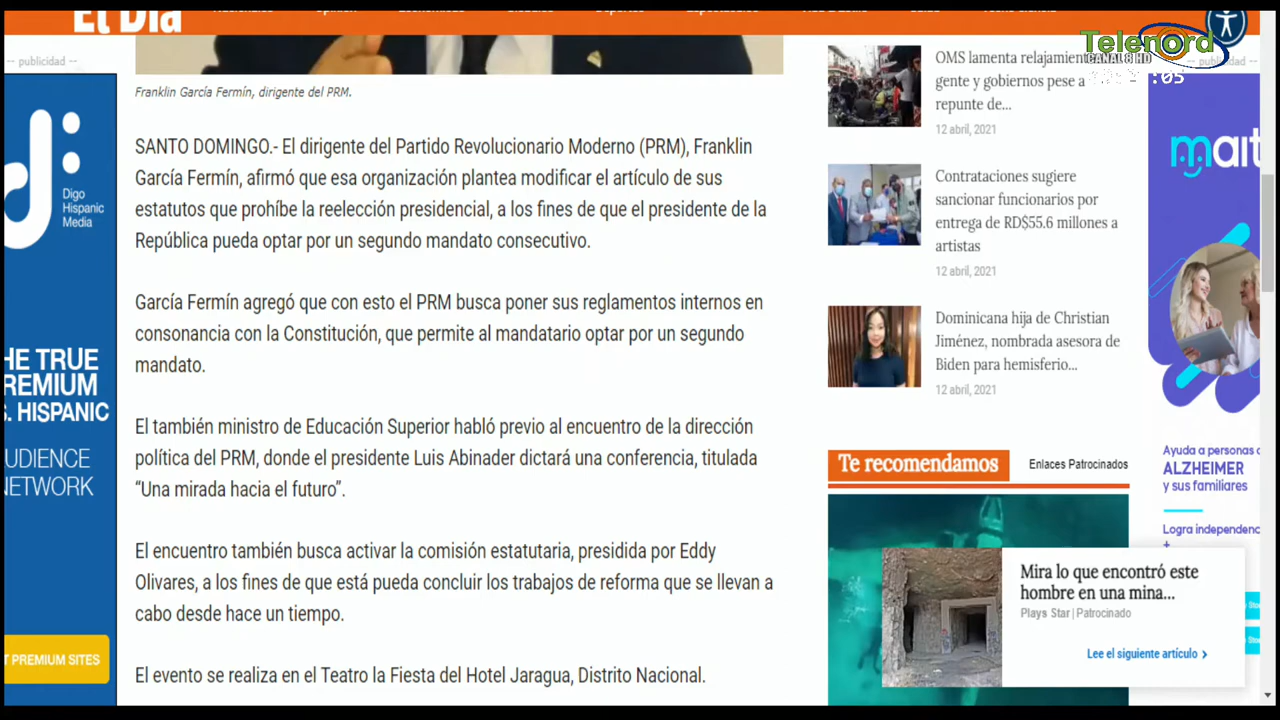 El Día
Telenord
CANAL 8 HD
:05
-- publicidad --
-- publicidad --
Digo
Hispanic
Media
HE TRUE
REMIUM
S. HISPANIC
UDIENCE
NETWORK
T PREMIUM SITES
Franklin García Fermín, dirigente del PRM.
SANTO DOMINGO.- El dirigente del Partido Revolucionario Moderno (PRM), Franklin
García Fermín, afirmó que esa organización plantea modificar el artículo de sus
estatutos que prohíbe la reelección presidencial, a los fines de que el presidente de la
República pueda optar por un segundo mandato consecutivo.
García Fermín agregó que con esto el PRM busca poner sus reglamentos internos en
consonancia con la Constitución, que permite al mandatario optar por un segundo
mandato.
El también ministro de Educación Superior habló previo al encuentro de la dirección
política del PRM, donde el presidente Luis Abinader dictará una conferencia, titulada
“Una mirada hacia el futuro”.
El encuentro también busca activar la comisión estatutaria, presidida por Eddy
Olivares, a los fines de que está pueda concluir los trabajos de reforma que se llevan a
cabo desde hace un tiempo.
El evento se realiza en el Teatro la Fiesta del Hotel Jaragua, Distrito Nacional.
OMS lamenta relajamient
gente y gobiernos pese a
repunte de...
12 abril, 2021
Contrataciones sugiere
sancionar funcionarios por
entrega de RD$55.6 millones a
artistas
12 abril, 2021
Dominicana hija de Christian
Jiménez, nombrada asesora de
Biden para hemisferio...
12 abril, 2021
Te recomendamos
Enlaces Patrocinados
Mira lo que encontró este
hombre en una mina...
Plays Star | Patrocinado
Lee el siguiente artículo
mait
Ayuda a personas c
ALZHEIMER
y sus familiares
Logra independenc
+